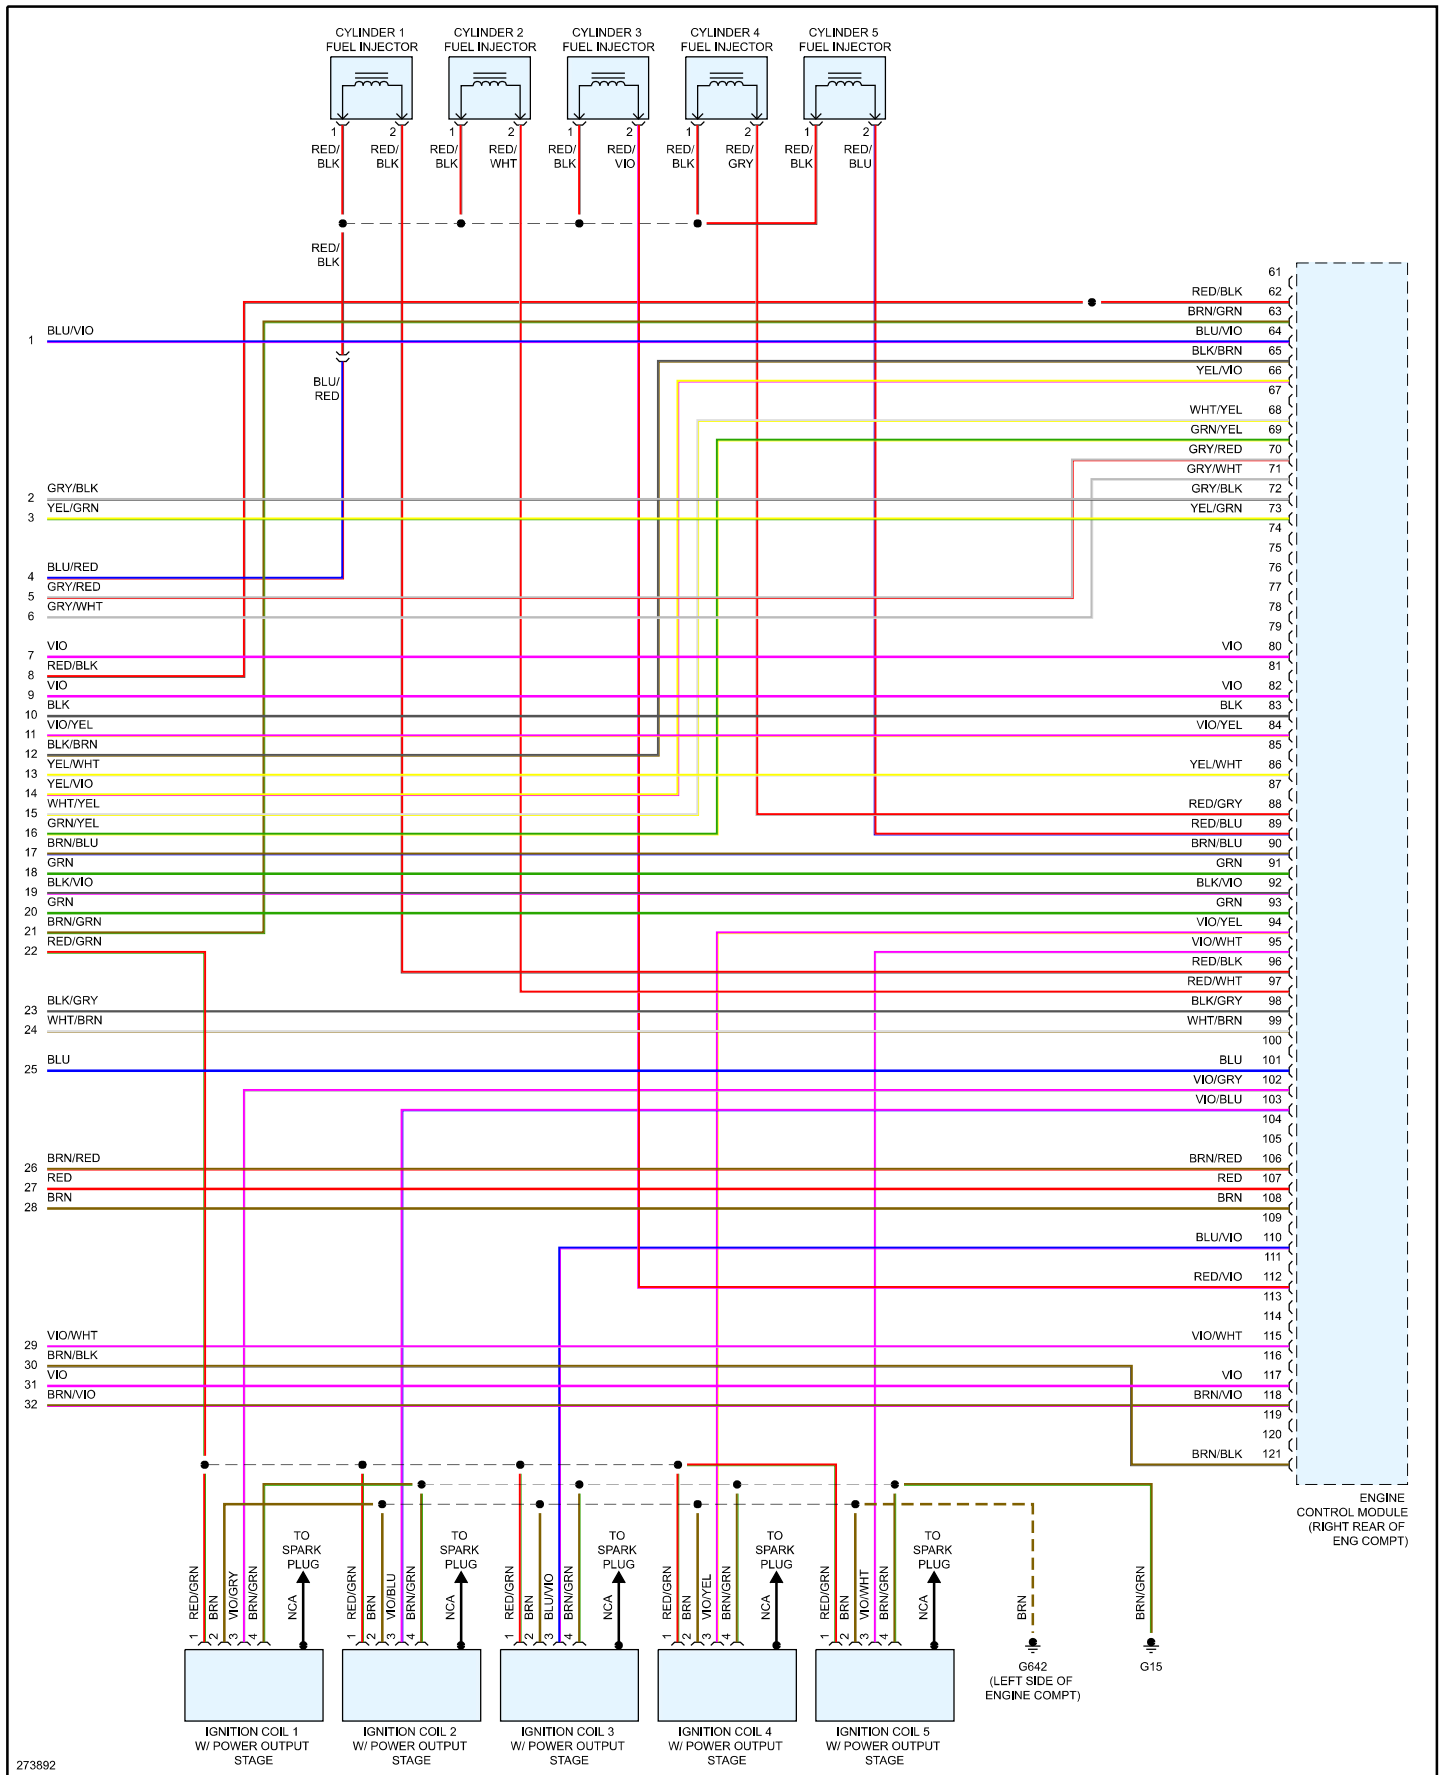 CYLINDER 1
FUEL INJECTOR
CYLINDER 2
FUEL INJECTOR
CYLINDER 3
FUEL INJECTOR
CYLINDER 4
FUEL INJECTOR
CYLINDER 5
FUEL INJECTOR
1 2 1 2 1 2 1 2 1 2
RED/ RED/ RED/ RED/ RED/ RED/ RED/ RED/ RED/ RED/
BLK BLK BLK WHT BLK VIO BLK GRY BLK BLU
RED/
BLK
BLU/
RED
1 BLU/VIO
2 GRY/BLK
3 YEL/GRN
4 BLU/RED
5 GRY/RED
6 GRY/WHT
7 VIO
8 RED/BLK
9 VIO
10 BLK
11 VIO/YEL
12 BLK/BRN
13 YEL/WHT
14 YEL/VIO
15 WHT/YEL
16 GRN/YEL
17 BRN/BLU
18 GRN
19 BLK/VIO
20 GRN
21 BRN/GRN
22 RED/GRN
23 BLK/GRY
24 WHT/BRN
25 BLU
26 BRN/RED
27 RED
28 BRN
29 VIO/WHT
30 BRN/BLK
31 VIO
32 BRN/VIO
61
RED/BLK 62
BRN/GRN 63
BLU/VIO 64
BLK/BRN 65
YEL/VIO 66
67
WHT/YEL 68
GRN/YEL 69
GRY/RED 70
GRY/WHT 71
GRY/BLK 72
YEL/GRN 73
74
75
76
77
78
79
VIO 80
81
VIO 82
BLK 83
VIO/YEL 84
85
YEL/WHT 86
87
RED/GRY 88
RED/BLU 89
BRN/BLU 90
GRN 91
BLK/VIO 92
GRN 93
VIO/YEL 94
VIO/WHT 95
RED/BLK 96
RED/WHT 97
BLK/GRY 98
WHT/BRN 99
100
BLU 101
VIO/GRY 102
VIO/BLU 103
104
105
BRN/RED 106
RED 107
BRN 108
109
BLU/VIO 110
111
RED/VIO 112
113
114
VIO/WHT 115
116
VIO 117
BRN/VIO 118
119
120
BRN/BLK 121
ENGINE
CONTROL MODULE
(RIGHT REAR OF
ENG COMPT)
1 RED/GRN
2 BRN
3 VIO/GRY
4 BRN/GRN
NCA
TO
SPARK
PLUG
1 RED/GRN
2 BRN
3 VIO/BLU
4 BRN/GRN
NCA
TO
SPARK
PLUG
1 RED/GRN
2 BRN
3 BLU/VIO
4 BRN/GRN
NCA
TO
SPARK
PLUG
1 RED/GRN
2 BRN
3 VIO/YEL
4 BRN/GRN
NCA
TO
SPARK
PLUG
1 RED/GRN
2 BRN
3 VIO/WHT
4 BRN/GRN
NCA
TO
SPARK
PLUG
BRN
BRN/GRN
G642
(LEFT SIDE OF
ENGINE COMPT)
G15
IGNITION COIL 1
W/ POWER OUTPUT
STAGE
IGNITION COIL 2
W/ POWER OUTPUT
STAGE
IGNITION COIL 3
W/ POWER OUTPUT
STAGE
IGNITION COIL 4
W/ POWER OUTPUT
STAGE
IGNITION COIL 5
W/ POWER OUTPUT
STAGE
273892